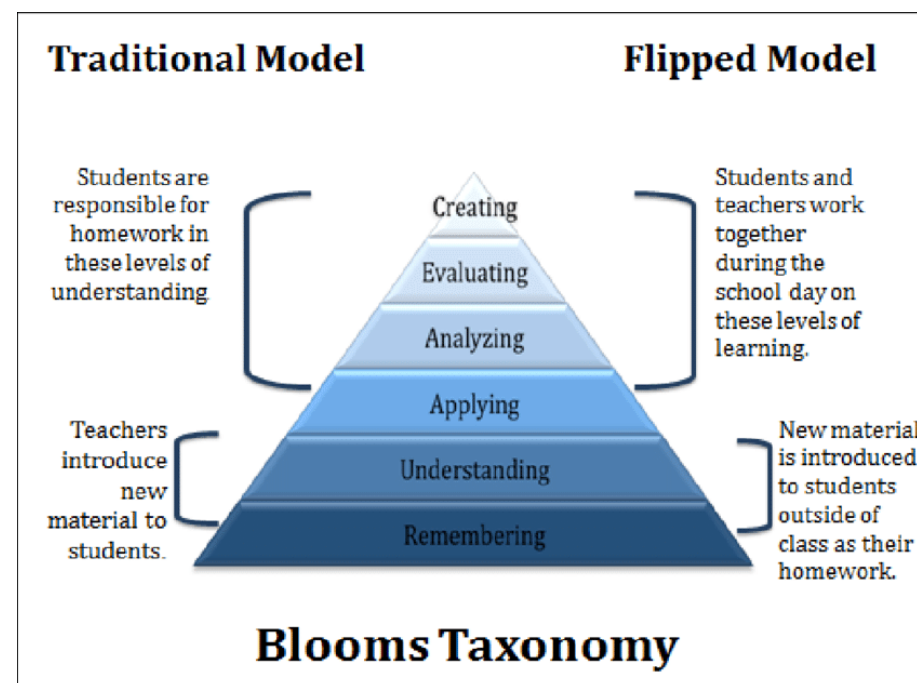 Traditional Model
Flipped Model
Students are
responsible for
homework in
these levels of
understanding
Students and
teachers work
together
during the
school day on
these levels of
learning.
Creating
Evaluating
Analyzing
Applying
Understanding
Remembering
Teachers
introduce
new
material to
students.
New material
is introduced
to students
outside of
class as their
homework.
Blooms Taxonomy